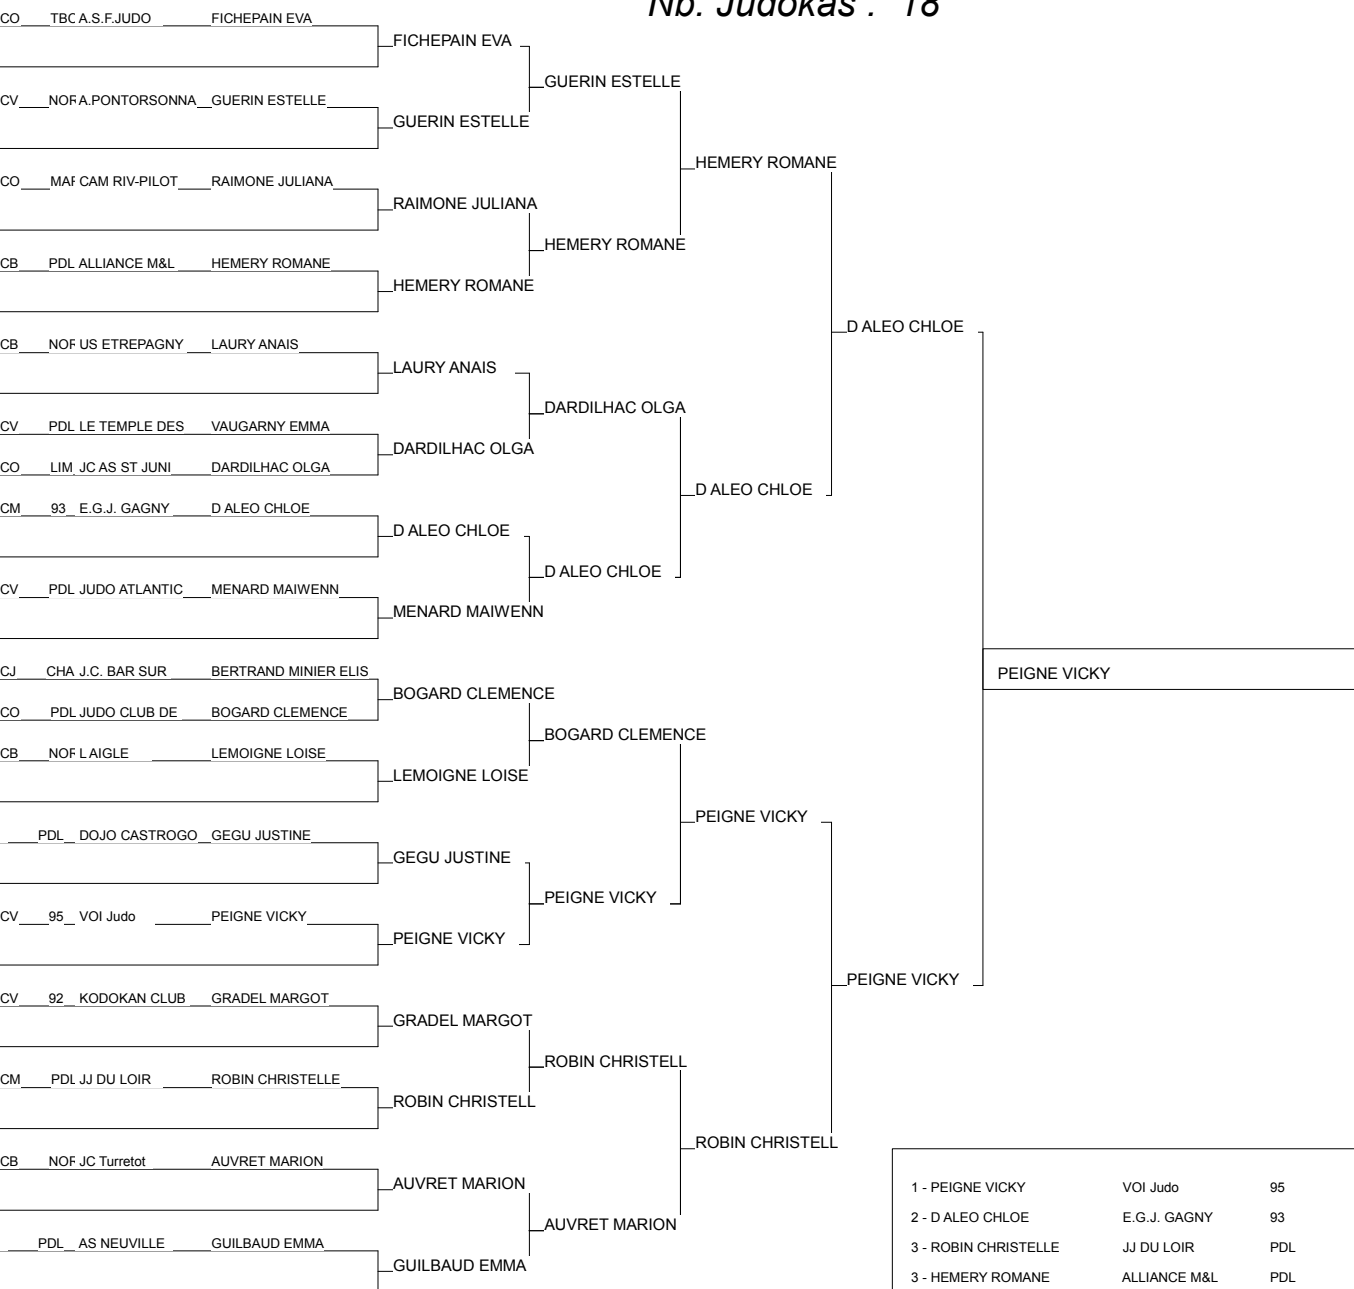 Nb. Judokas : 18
CO TBO A.S.F.JUDO FICHEPAIN EVA
FICHEPAIN EVA
GUERIN ESTELLE
CV NOR A.PONTORSONNA GUERIN ESTELLE
GUERIN ESTELLE
HEMERY ROMANE
CO MAR CAM RIV-PILOT RAIMONE JULIANA
RAIMONE JULIANA
HEMERY ROMANE
CB PDL ALLIANCE M&L HEMERY ROMANE
HEMERY ROMANE
D ALEO CHLOE
CB NOR US ETREPAGNY LAURY ANAIS
LAURY ANAIS
DARDILHAC OLGA
CV PDL LE TEMPLE DES VAUGARNY EMMA
DARDILHAC OLGA
CO LIM JC AS ST JUNI DARDILHAC OLGA
D ALEO CHLOE
CM 93 E.G.J. GAGNY D ALEO CHLOE
D ALEO CHLOE
D ALEO CHLOE
CV PDL JUDO ATLANTIC MENARD MAIWENN
MENARD MAIWENN
CJ CHA J.C. BAR SUR BERTRAND MINIER ELIS
PEIGNE VICKY
BOGARD CLEMENCE
CO PDL JUDO CLUB DE BOGARD CLEMENCE
BOGARD CLEMENCE
CB NOR L AIGLE LEMOIGNE LOISE
LEMOIGNE LOISE
PEIGNE VICKY
PDL DOJO CASTROGO GEGU JUSTINE
GEGU JUSTINE
PEIGNE VICKY
CV 95 VOI Judo PEIGNE VICKY
PEIGNE VICKY
PEIGNE VICKY
CV 92 KODOKAN CLUB GRADEL MARGOT
GRADEL MARGOT
ROBIN CHRISTELL
CM PDL JJ DU LOIR ROBIN CHRISTELLE
ROBIN CHRISTELL
ROBIN CHRISTELL
CB NOR JC Turretot AUVRET MARION
AUVRET MARION
AUVRET MARION
PDL AS NEUVILLE GUILBAUD EMMA
GUILBAUD EMMA
1 - PEIGNE VICKY VOI Judo 95
2 - D ALEO CHLOE E.G.J. GAGNY 93
3 - ROBIN CHRISTELLE JJ DU LOIR PDL
3 - HEMERY ROMANE ALLIANCE M&L PDL